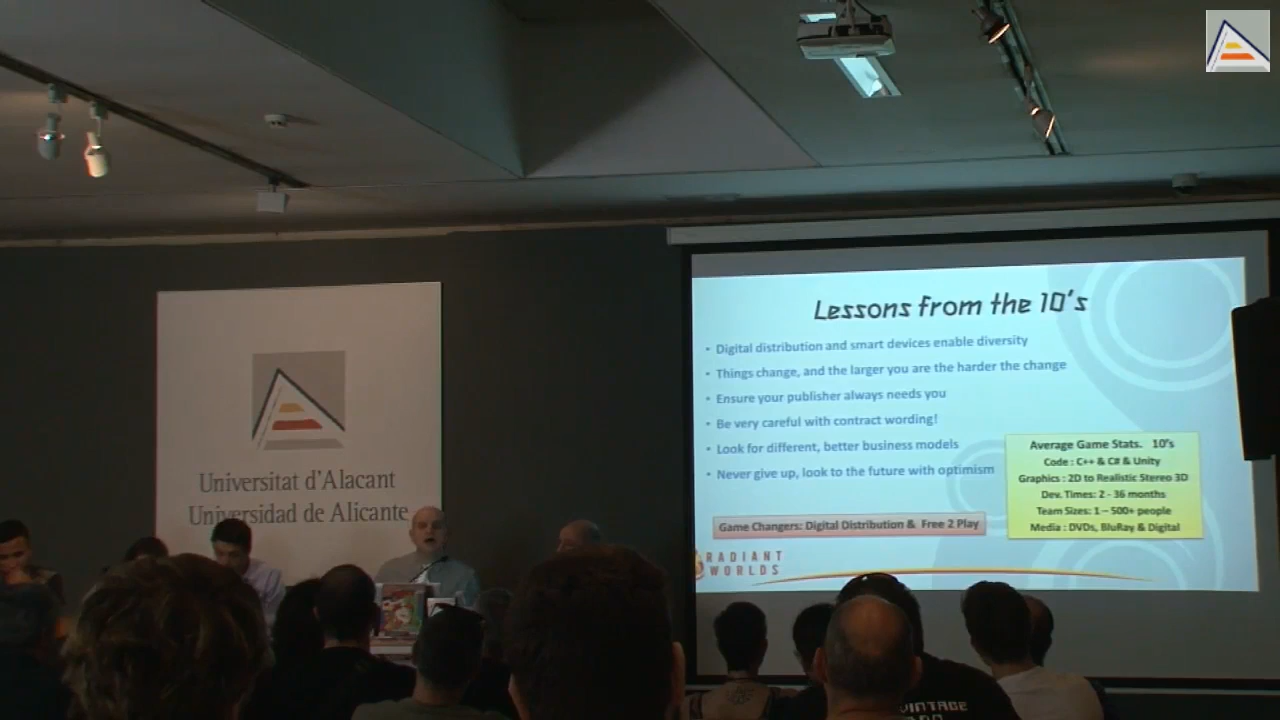 Universitat d'Alacant
Universidad de Alicante
Lessons from the 10's
• Digital distribution and smart devices enable diversity
• Things change, and the larger you are the harder the change
• Ensure your publisher always needs you
• Be very careful with contract wording!
• Look for different, better business models
• Never give up, look to the future with optimism
Average Game Stats. 10's
Code : C++ & C# & Unity
Graphics : 2D to Realistic Stereo 3D
Dev. Times: 2 - 36 months
Team Sizes: 1 – 500+ people
Media : DVDs, BluRay & Digital
Game Changers: Digital Distribution & Free 2 Play
RADIANT
WORLDS
VINTAGE